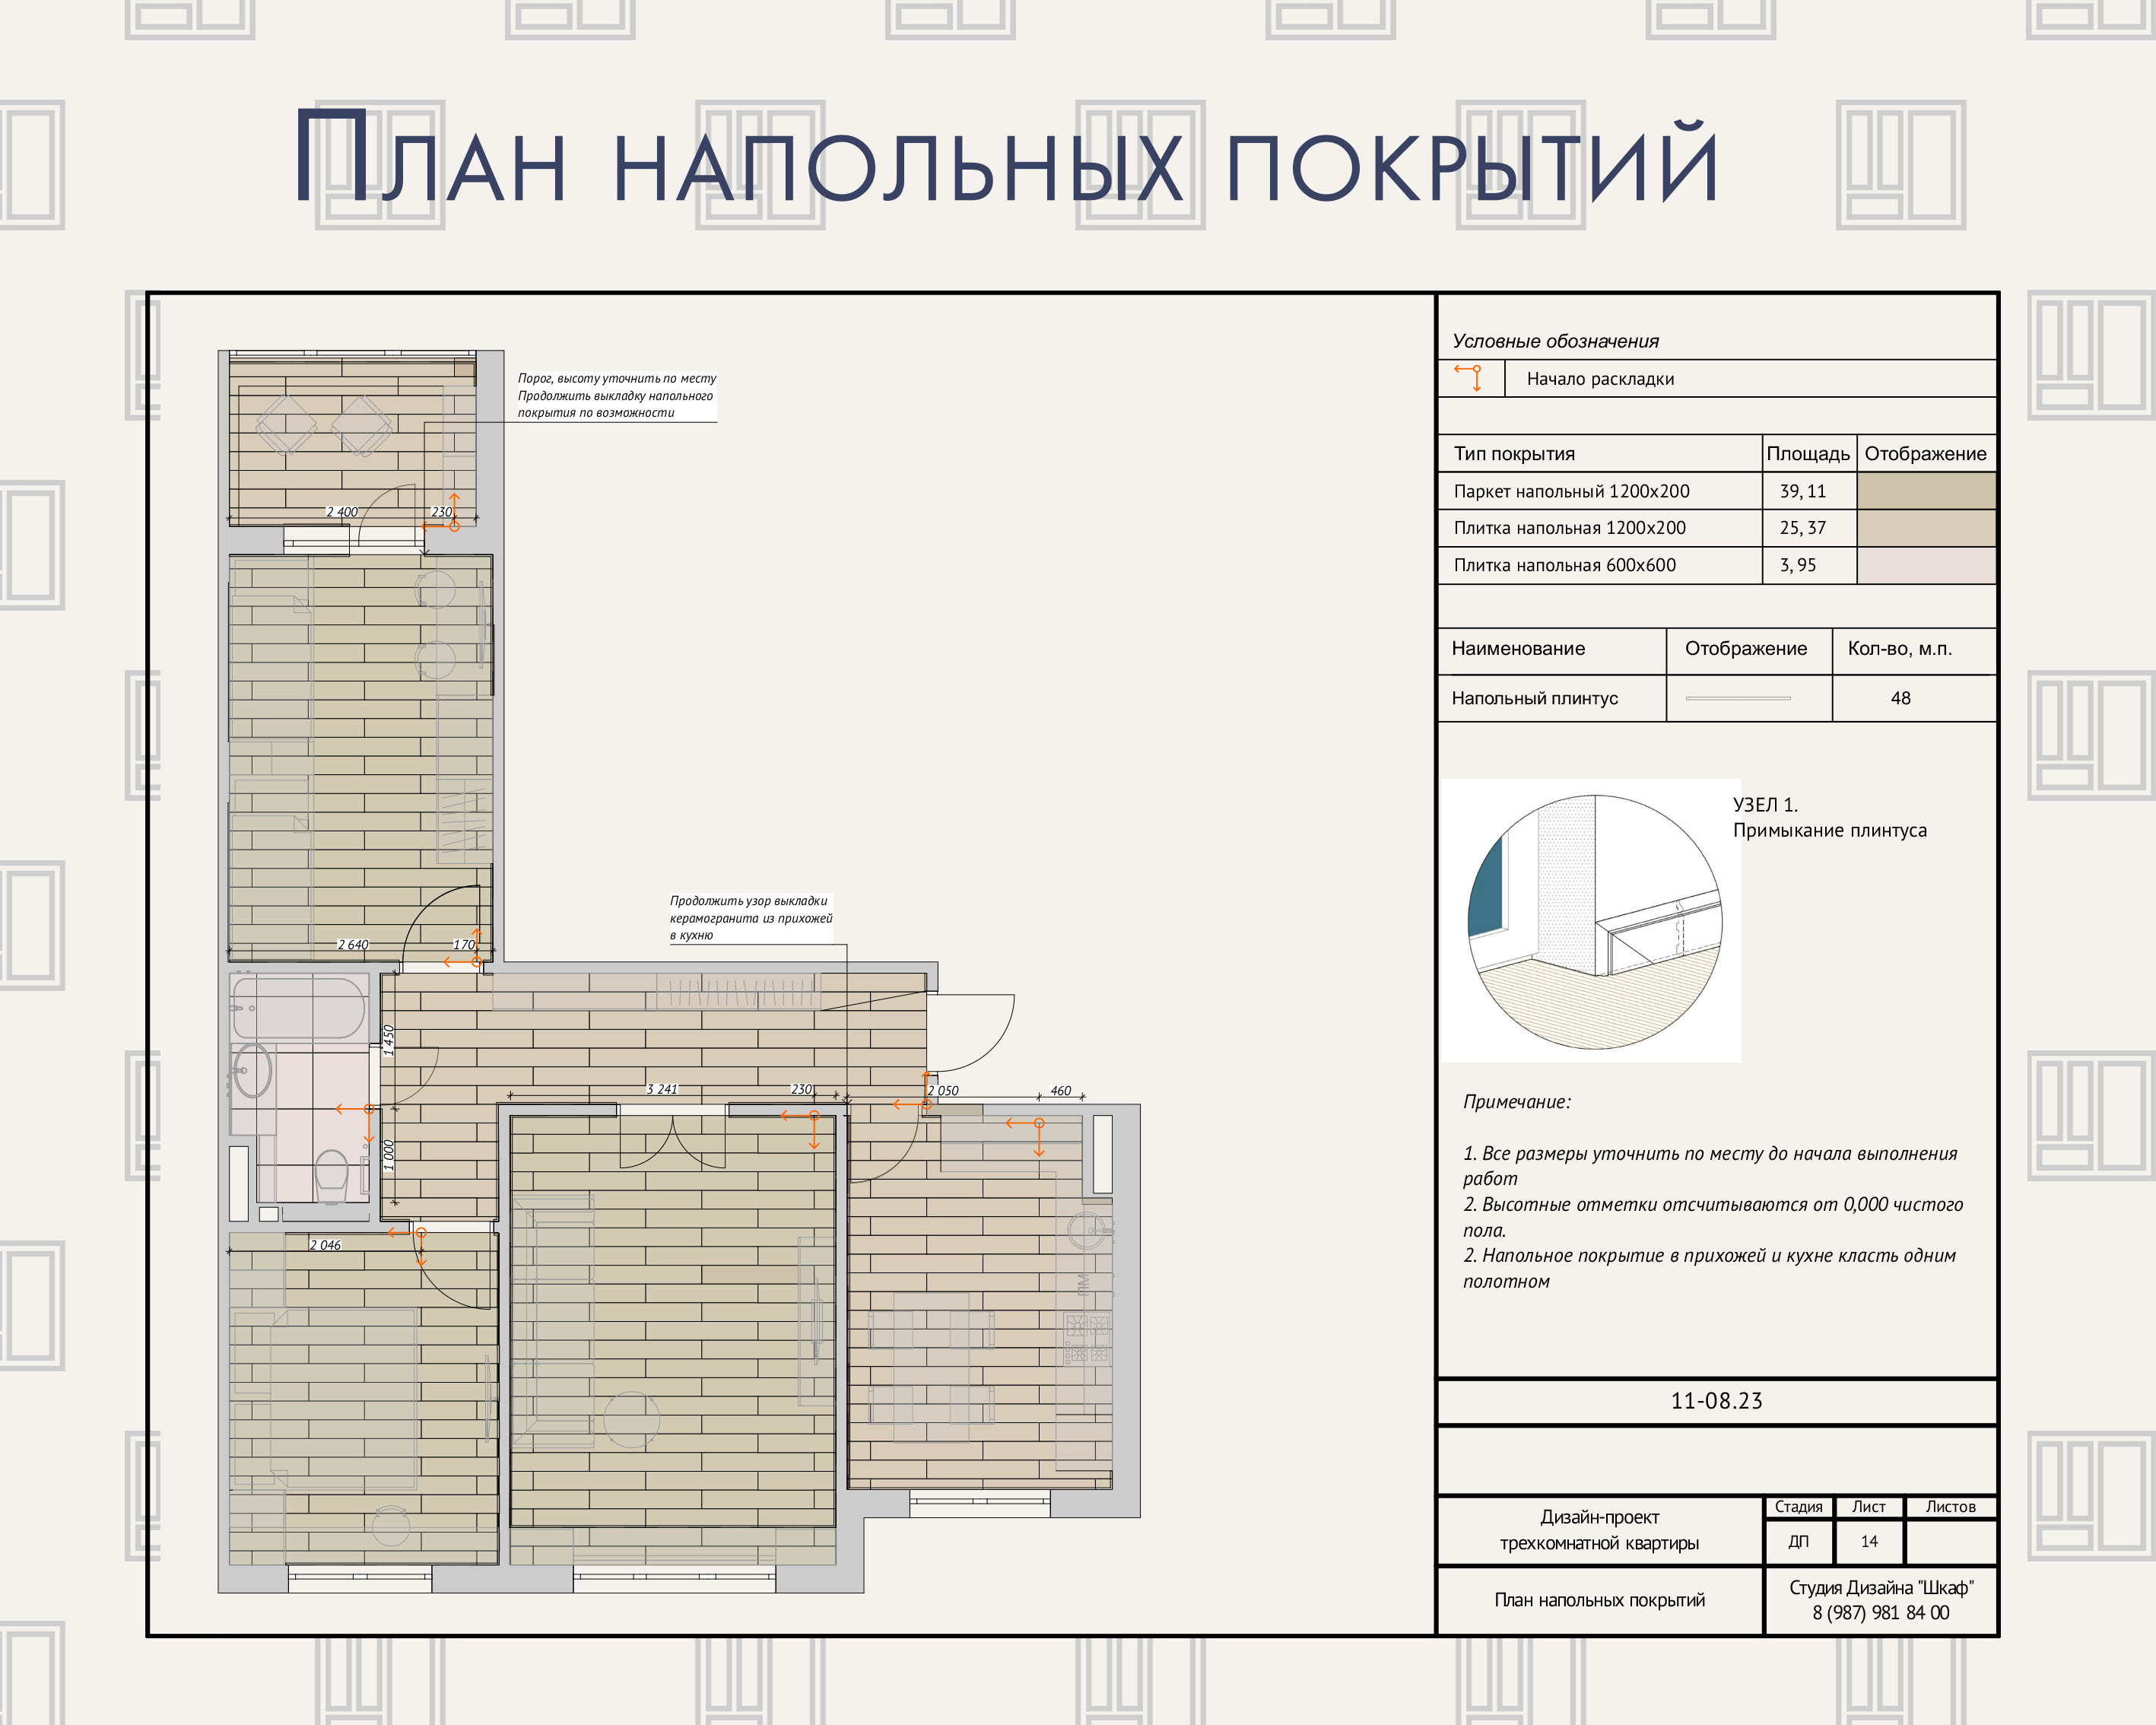 План напольных покрытий
Порог, высоту уточнить по месту
Продолжить выкладку напольного
покрытия по возможности
2 400
230
2 640
170
Продолжить узор выкладки
керамогранита из прихожей
в кухню
1 450
1 000
3 241
230
2 050
460
2 046
ПМ
Условные обозначения
Начало раскладки
Тип покрытия Площадь Отображение
Паркет напольный 1200х200 39, 11
Плитка напольная 1200х200 25, 37
Плитка напольная 600х600 3, 95
Наименование Отображение Кол-во, м.п.
Напольный плинтус 48
УЗЕЛ 1.
Примыкание плинтуса
Примечание:
1. Все размеры уточнить по месту до начала выполнения
работ
2. Высотные отметки отсчитываются от 0,000 чистого
пола.
2. Напольное покрытие в прихожей и кухне класть одним
полотном
11-08.23
Дизайн-проект
трехкомнатной квартиры
Стадия Лист Листов
ДП 14
План напольных покрытий
Студия Дизайна "Шкаф"
8 (987) 981 84 00